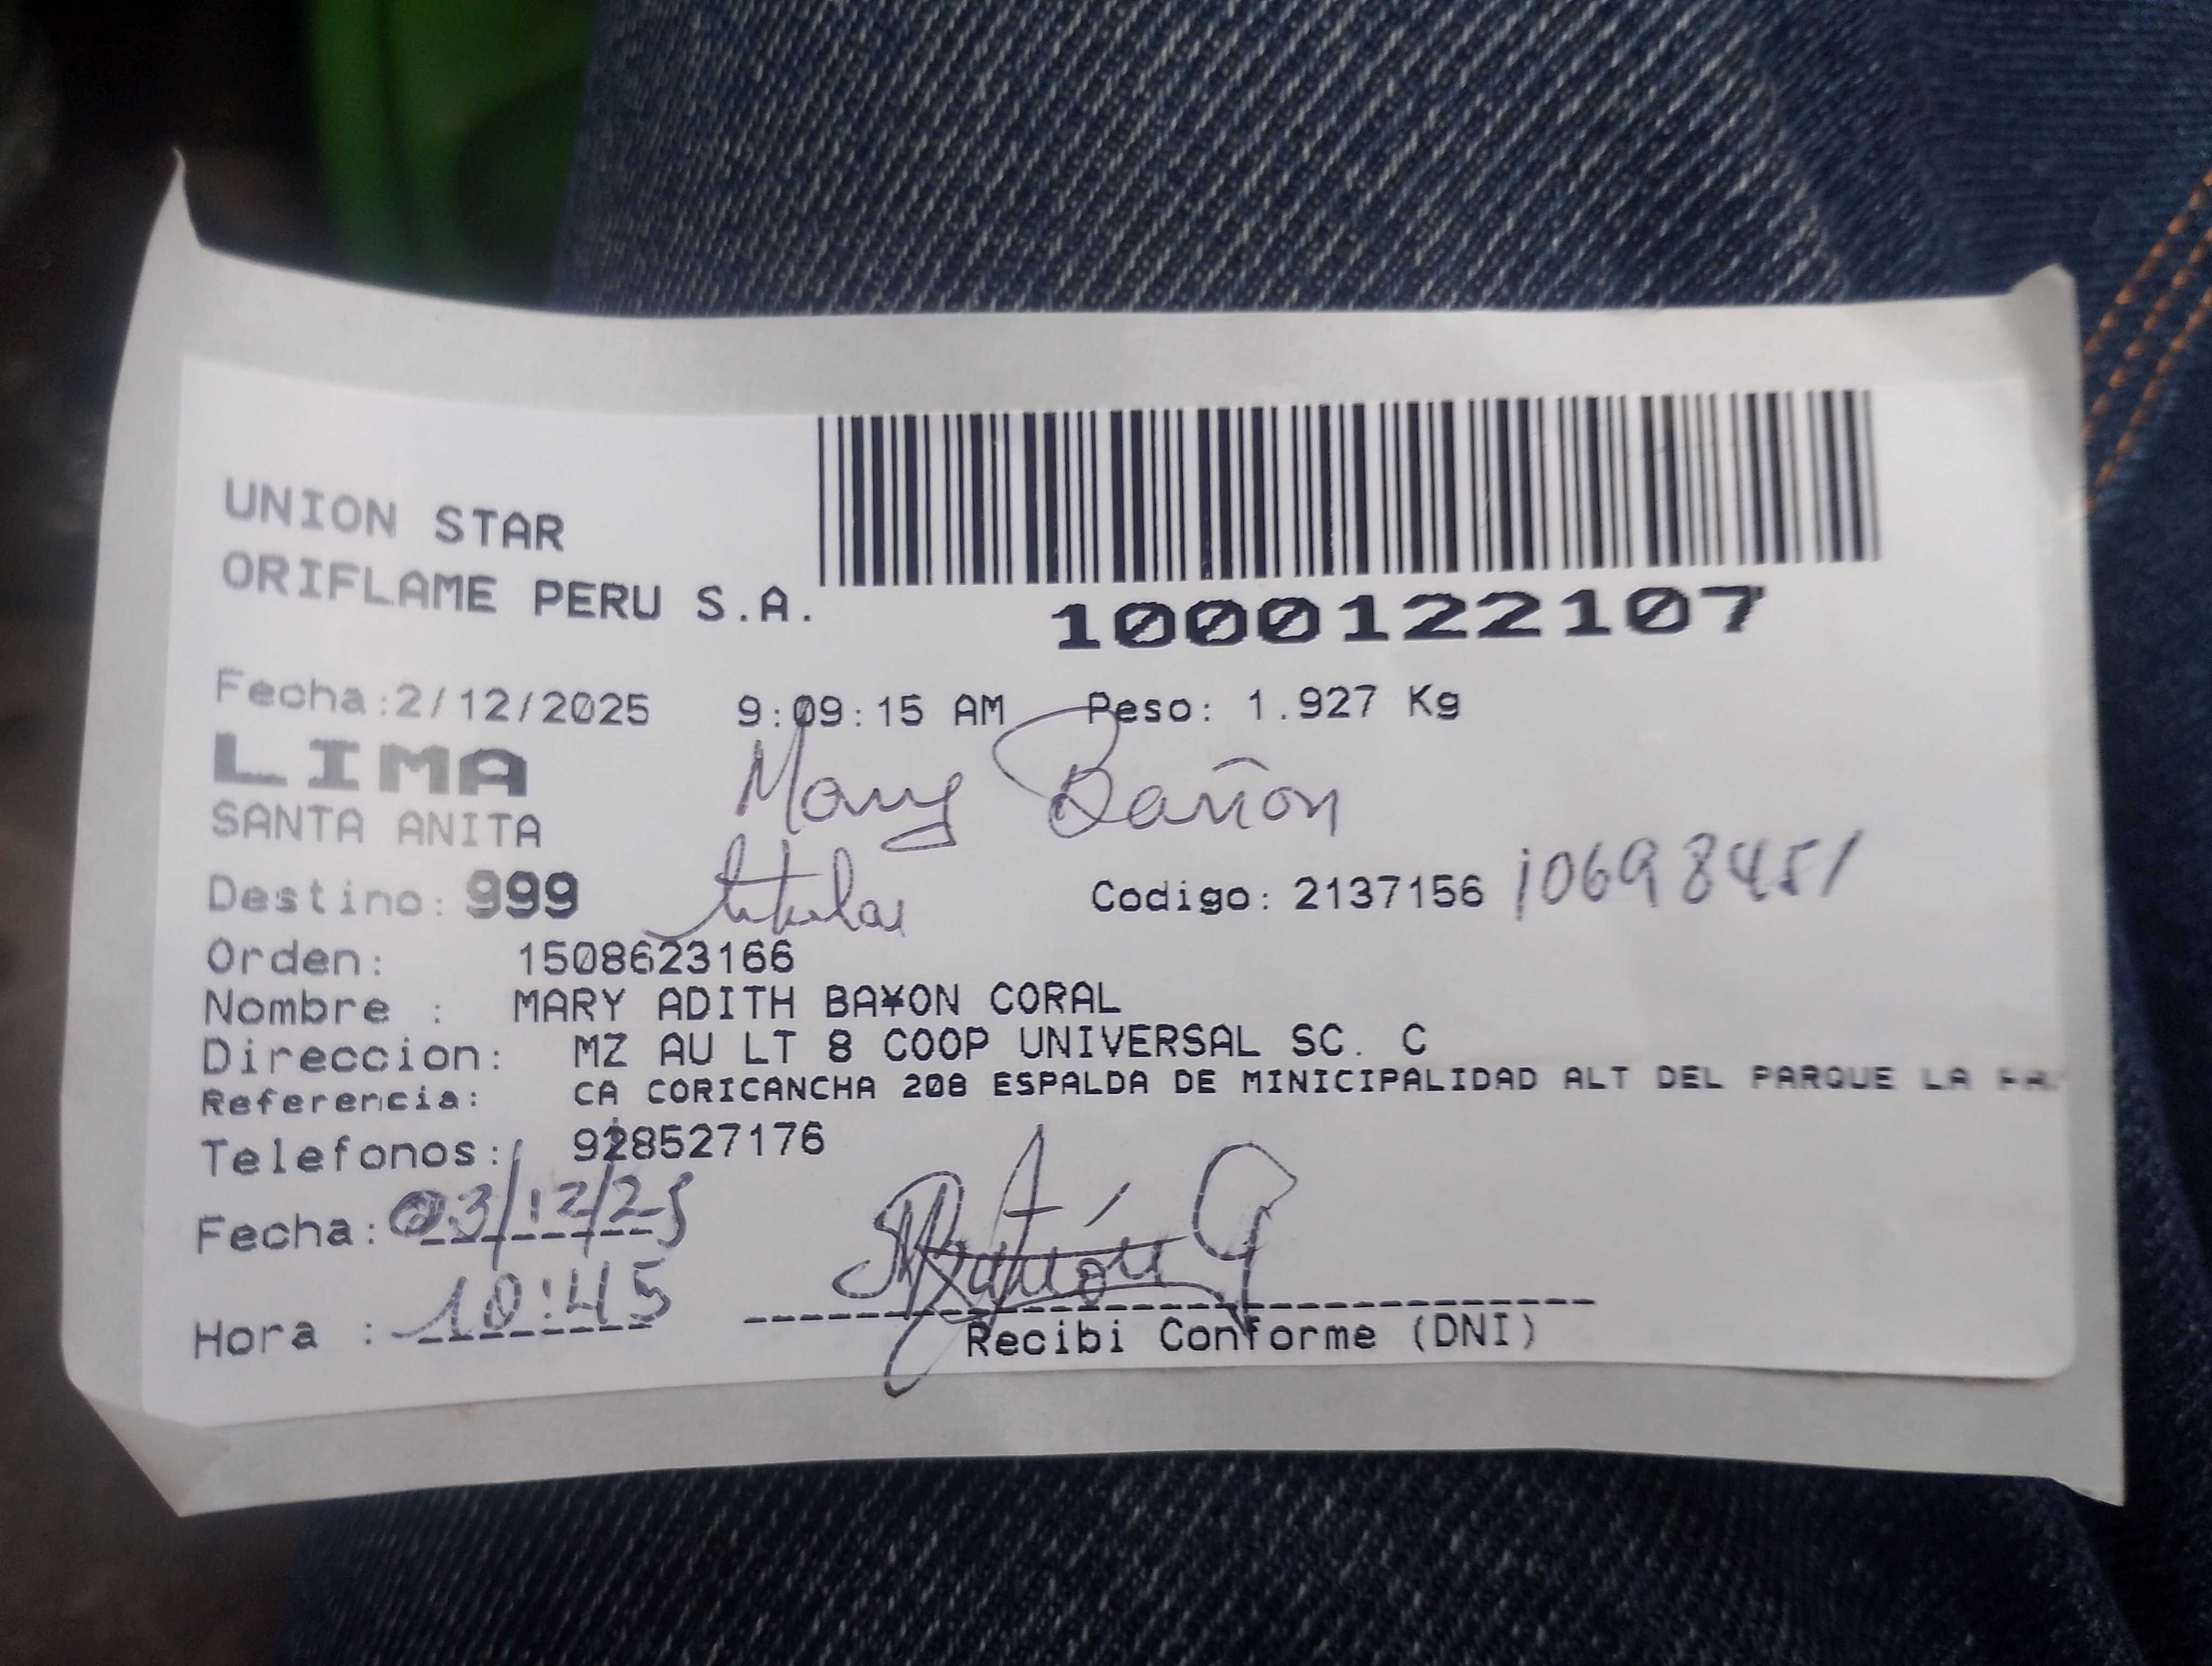 UNION STAR
ORIFLAME PERU S.A.
1000122107
Fecha:2/12/2025 9:09:15 AM Peso: 1.927 Kg
LIMA
Mary Bañon
SANTA ANITA
Destino: 999 titular Codigo: 2137156 10698451
Orden: 1508623166
Nombre : MARY ADITH BA¥ON CORAL
Direccion: MZ AU LT 8 COOP UNIVERSAL SC. C
Referencia: CA CORICANCHA 208 ESPALDA DE MINICIPALIDAD ALT DEL PARQUE LA
Telefonos: 928527176
Fecha: 03/12/25
Hora : 10:45
Recibi Conforme (DNI)